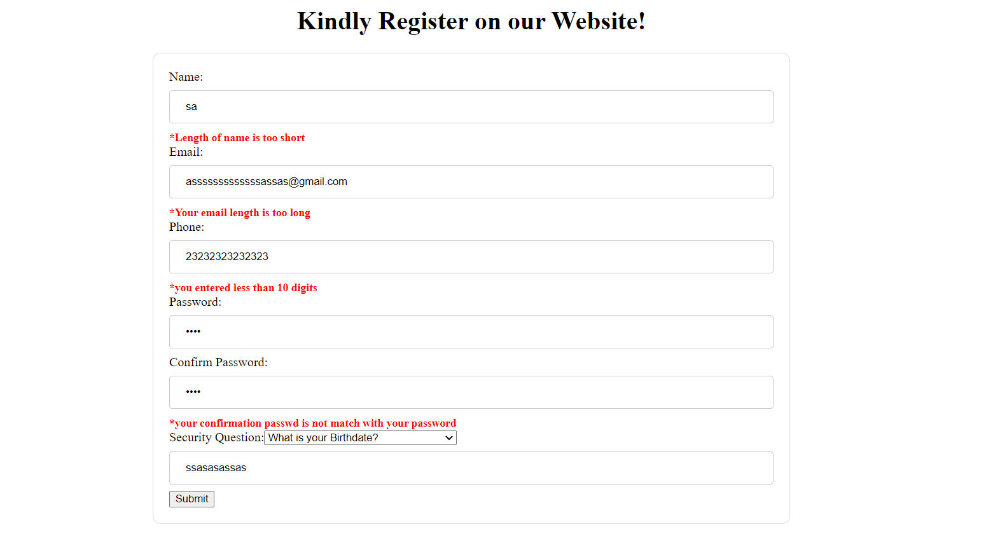 Kindly Register on our Website!
Name:
sa
*Length of name is too short
Email:
asssssssssssssassas@gmail.com
*Your email length is too long
Phone:
23232323232323
*you entered less than 10 digits
Password:
••••
Confirm Password:
••••
*your confirmation passwd is not match with your password
Security Question: What is your Birthdate?
ssasasassas
Submit